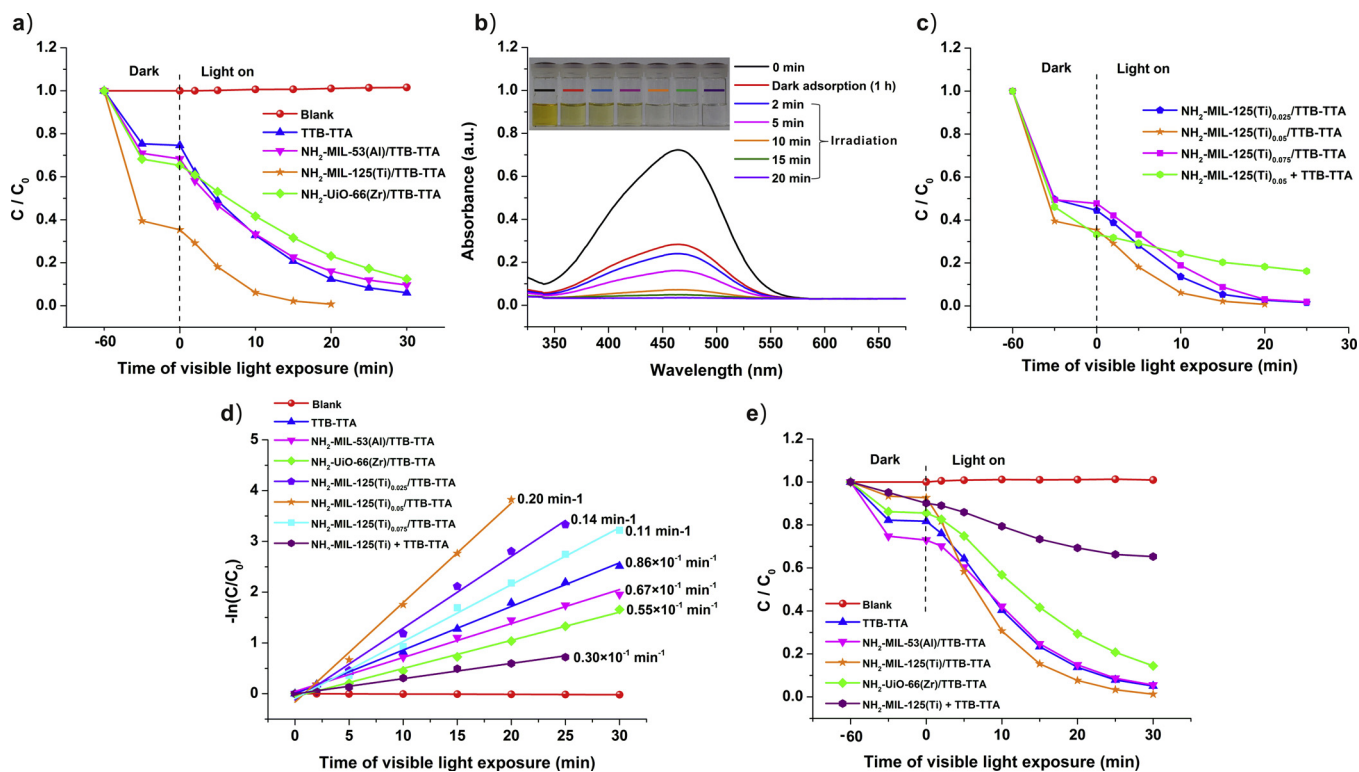 a)
1.2
1.0
0.8
0.6
0.4
0.2
0.0
C / C0
Dark
Light on
Blank
TTB-TTA
NH2-MIL-53(Al)/TTB-TTA
NH2-MIL-125(Ti)/TTB-TTA
NH2-UiO-66(Zr)/TTB-TTA
-60 0 10 20 30
Time of visible light exposure (min)
b)
1.2
1.0
0.8
0.6
0.4
0.2
0.0
Absorbance (a.u.)
0 min
Dark adsorption (1 h)
2 min
5 min
10 min
15 min
20 min
Irradiation
350 400 450 500 550 600 650
Wavelength (nm)
c)
1.2
1.0
0.8
0.6
0.4
0.2
0.0
C / C0
Dark
Light on
NH2-MIL-125(Ti)0.025/TTB-TTA
NH2-MIL-125(Ti)0.05/TTB-TTA
NH2-MIL-125(Ti)0.075/TTB-TTA
NH2-MIL-125(Ti)0.05 + TTB-TTA
-60 0 10 20 30
Time of visible light exposure (min)
d)
Blank
TTB-TTA
NH2-MIL-53(Al)/TTB-TTA
NH2-UiO-66(Zr)/TTB-TTA
NH2-MIL-125(Ti)0.025/TTB-TTA
NH2-MIL-125(Ti)0.05/TTB-TTA
NH2-MIL-125(Ti)0.075/TTB-TTA
NH2-MIL-125(Ti) + TTB-TTA
5
4
3
2
1
0
-ln(C/C0)
0.20 min-1
0.14 min-1
0.11 min-1
0.86×10-1 min-1
0.67×10-1 min-1
0.55×10-1 min-1
0.30×10-1 min-1
0 5 10 15 20 25 30
Time of visible light exposure (min)
e)
1.2
1.0
0.8
0.6
0.4
0.2
0.0
C / C0
Dark
Light on
Blank
TTB-TTA
NH2-MIL-53(Al)/TTB-TTA
NH2-MIL-125(Ti)/TTB-TTA
NH2-UiO-66(Zr)/TTB-TTA
NH2-MIL-125(Ti) + TTB-TTA
-60 0 10 20 30
Time of visible light exposure (min)